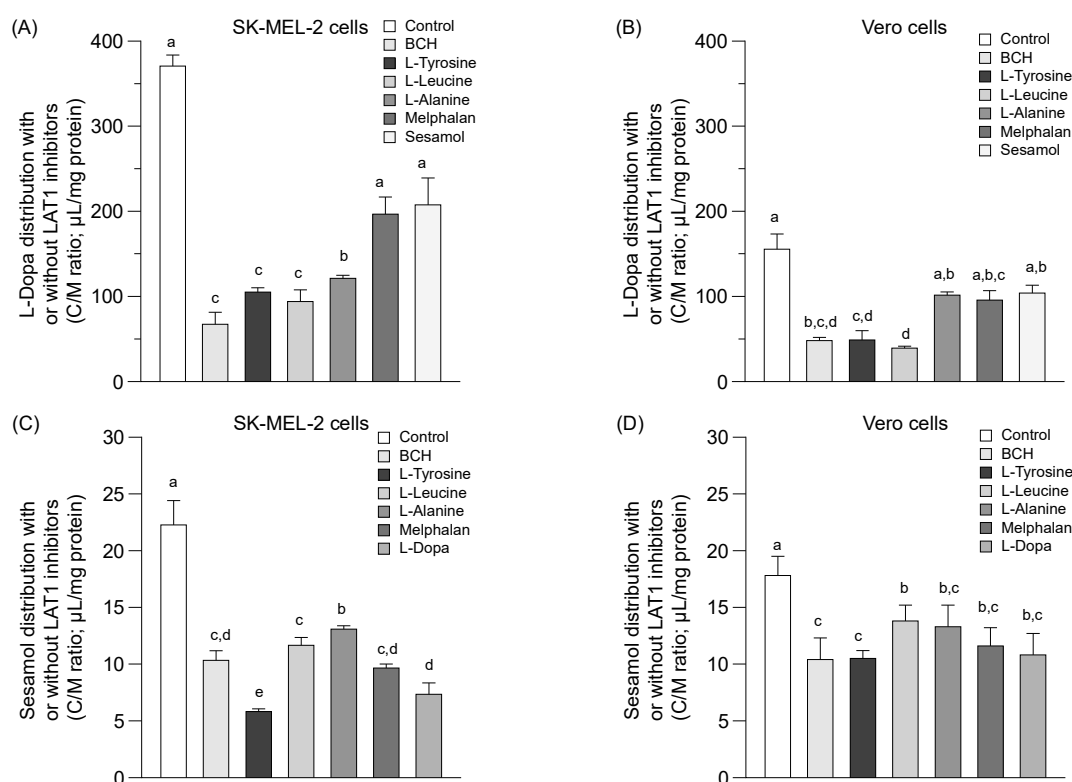 (A)
SK-MEL-2 cells
L-Dopa distribution with
or without LAT1 inhibitors
(C/M ratio; µL/mg protein)
400
300
200
100
0
a
c
c
c
b
a
a
Control
BCH
L-Tyrosine
L-Leucine
L-Alanine
Melphalan
Sesamol
(B)
Vero cells
L-Dopa distribution with
or without LAT1 inhibitors
(C/M ratio; µL/mg protein)
400
300
200
100
0
a
b,c,d
c,d
d
a,b
a,b,c
a,b
Control
BCH
L-Tyrosine
L-Leucine
L-Alanine
Melphalan
Sesamol
(C)
SK-MEL-2 cells
Sesamol distribution with
or without LAT1 inhibitors
(C/M ratio; µL/mg protein)
30
25
20
15
10
5
0
a
c,d
e
c
b
c,d
d
Control
BCH
L-Tyrosine
L-Leucine
L-Alanine
Melphalan
L-Dopa
(D)
Vero cells
Sesamol distribution with
or without LAT1 inhibitors
(C/M ratio; µL/mg protein)
30
25
20
15
10
5
0
a
c
c
b
b,c
b,c
b,c
Control
BCH
L-Tyrosine
L-Leucine
L-Alanine
Melphalan
L-Dopa